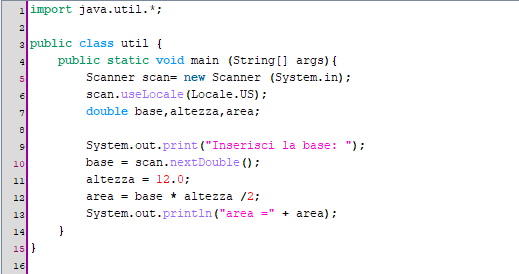 1 import java.util.*;
2
3 public class util {
4 public static void main (String[] args){
5 Scanner scan= new Scanner (System.in);
6 scan.useLocale(Locale.US);
7 double base,altezza,area;
8
9 System.out.print("Inserisci la base: ");
10 base = scan.nextDouble();
11 altezza = 12.0;
12 area = base * altezza /2;
13 System.out.println("area =" + area);
14 }
15 }
16